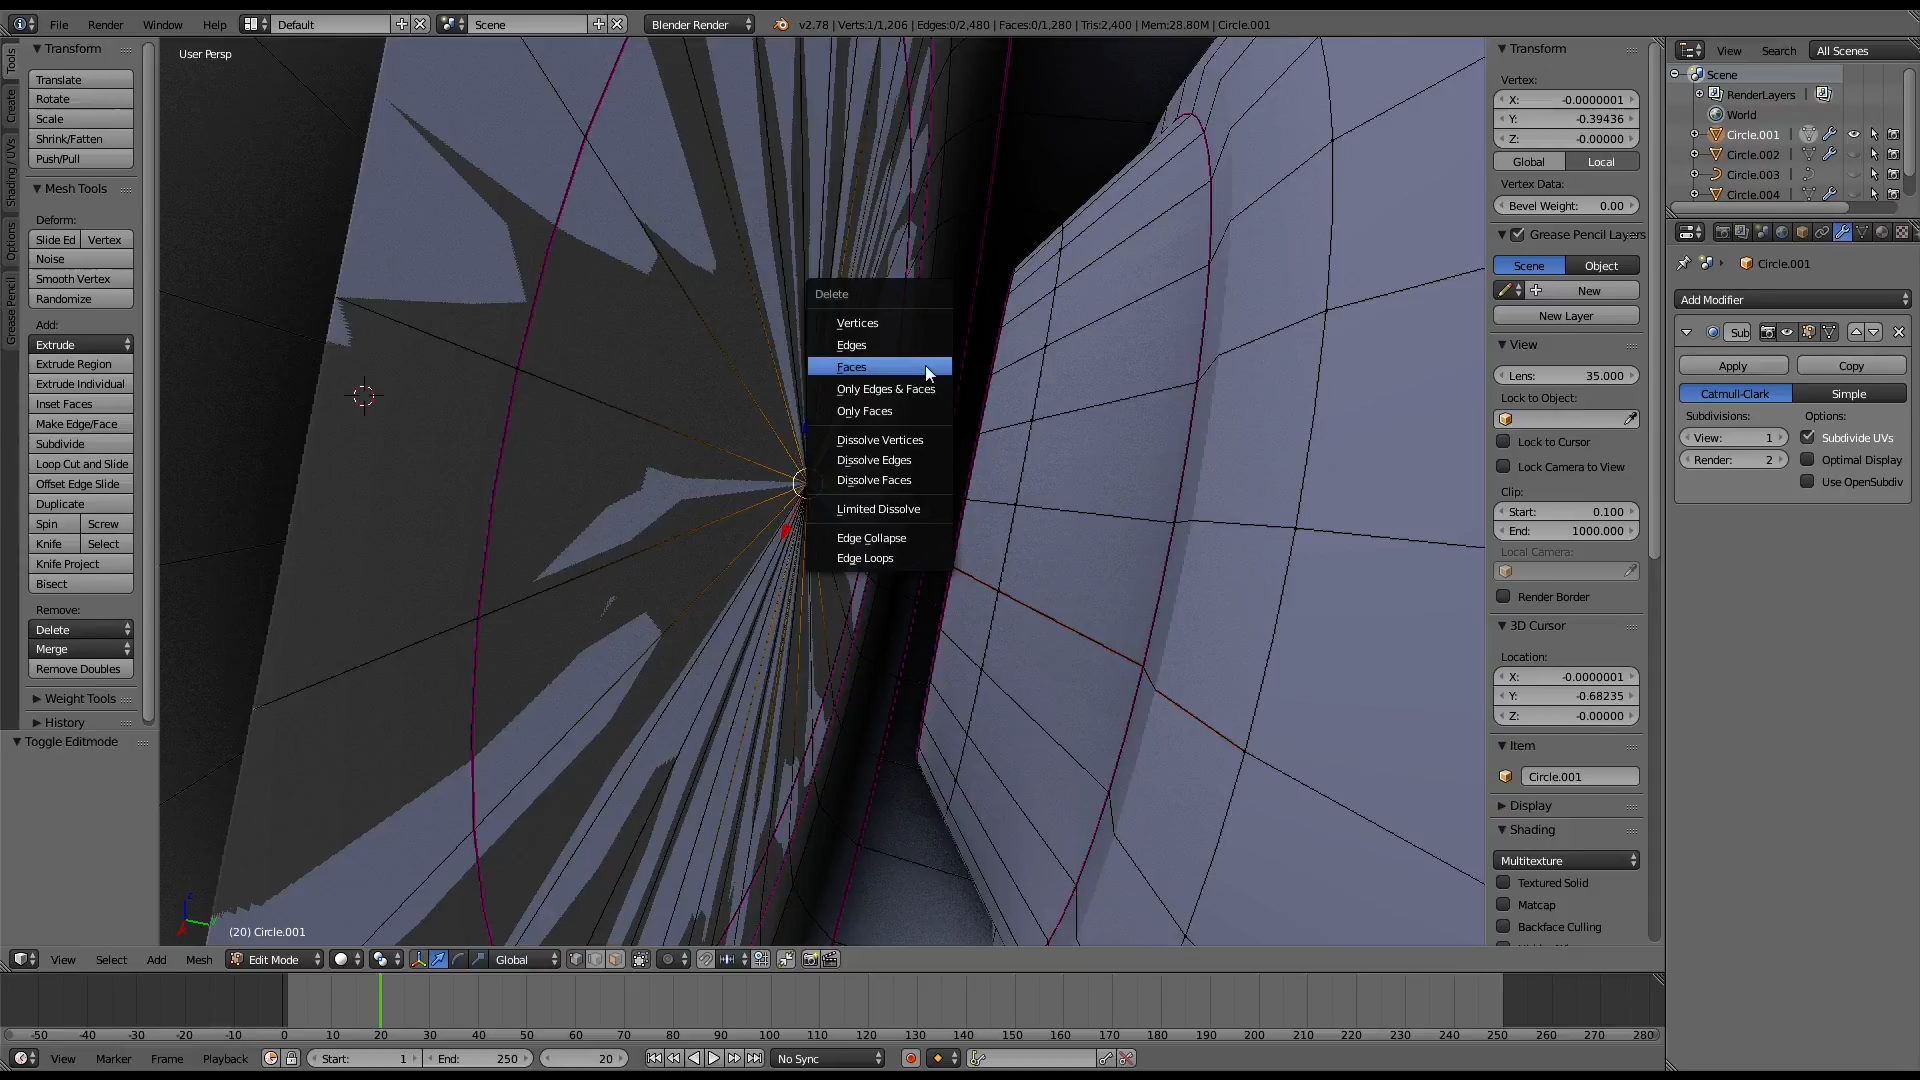 File Render Window Help Default Scene Blender Render v2.78 | Verts:1/1,206 | Edges:0/2,480 | Faces:0/1,280 | Tris:2,400 | Mem:28.80M | Circle.001
Tools
Create
Shading / UVs
Options
Grease Pencil
Transform
Translate
Rotate
Scale
Shrink/Fatten
Push/Pull
Mesh Tools
Deform:
Slide Ed Vertex
Noise
Smooth Vertex
Randomize
Add:
Extrude
Extrude Region
Extrude Individual
Inset Faces
Make Edge/Face
Subdivide
Loop Cut and Slide
Offset Edge Slide
Duplicate
Spin Screw
Knife Select
Knife Project
Bisect
Remove:
Delete
Merge
Remove Doubles
Weight Tools
History
Toggle Editmode
User Persp
Delete
Vertices
Edges
Faces
Only Edges & Faces
Only Faces
Dissolve Vertices
Dissolve Edges
Dissolve Faces
Limited Dissolve
Edge Collapse
Edge Loops
(20) Circle.001
Transform
Vertex:
X: -0.0000001
Y: -0.39436
Z: -0.00000
Global Local
Vertex Data:
Bevel Weight: 0.00
Grease Pencil Layers
Scene Object
New
New Layer
View
Lens: 35.000
Lock to Object:
Lock to Cursor
Lock Camera to View
Clip:
Start: 0.100
End: 1000.000
Local Camera:
Render Border
3D Cursor
Location:
X: -0.0000001
Y: -0.68235
Z: -0.00000
Item
Circle.001
Display
Shading
Multitexture
Textured Solid
Matcap
Backface Culling
View Search All Scenes
Scene
RenderLayers
World
Circle.001
Circle.002
Circle.003
Circle.004
Circle.001
Add Modifier
Sub
Apply Copy
Catmull-Clark Simple
Subdivisions: Options:
View: 1 Subdivide UVs
Render: 2 Optimal Display
Use OpenSubdiv
View Select Add Mesh Edit Mode Global
-50 -40 -30 -20 -10 0 10 20 30 40 50 60 70 80 90 100 110 120 130 140 150 160 170 180 190 200 210 220 230 240 250 260 270 280
View Marker Frame Playback Start: 1 End: 250 20 No Sync